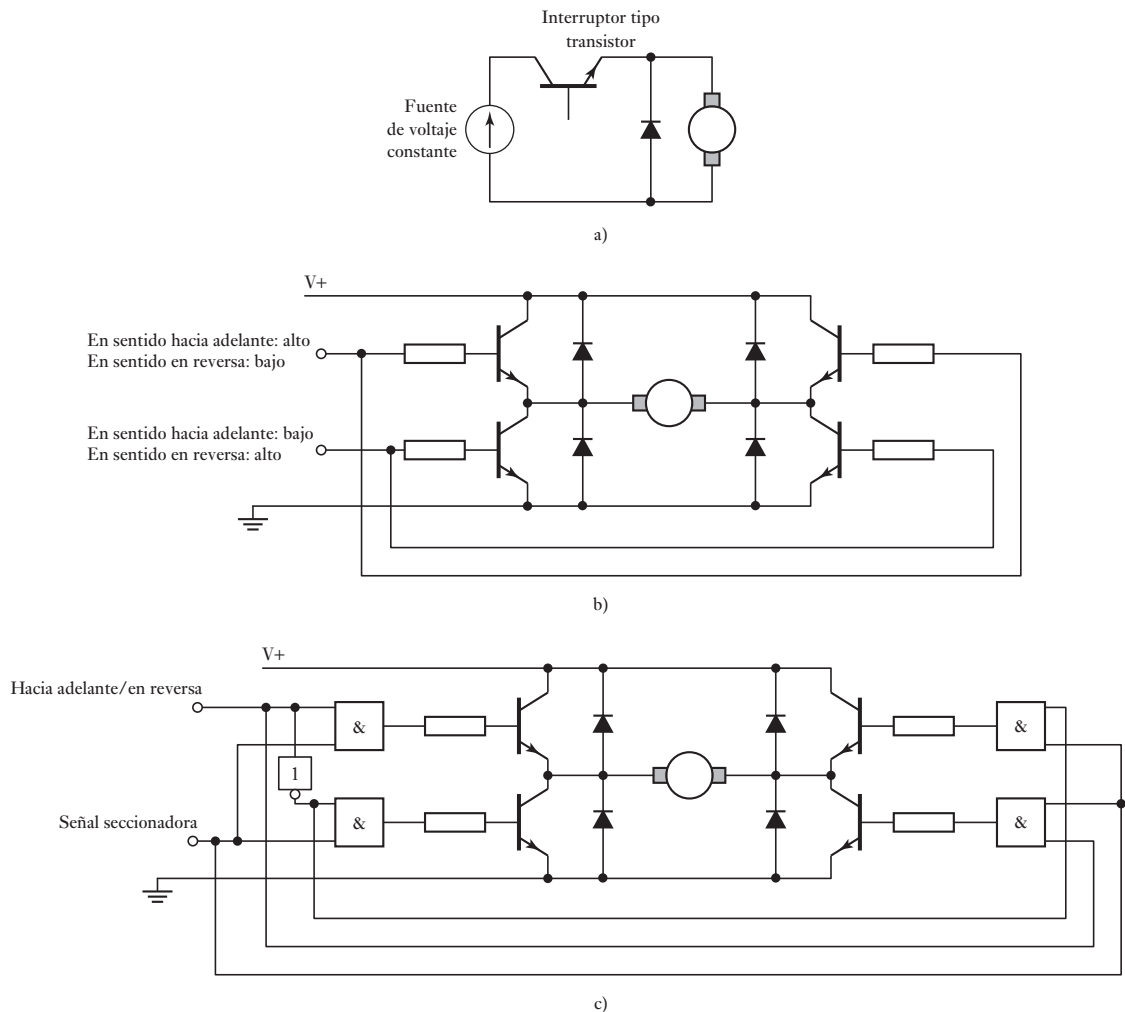 Interruptor tipo
transistor
Fuente
de voltaje
constante
a)
V+
En sentido hacia adelante: alto
En sentido en reversa: bajo
En sentido hacia adelante: bajo
En sentido en reversa: alto
b)
V+
Hacia adelante/en reversa
&
&
1
Señal seccionadora
&
&
c)